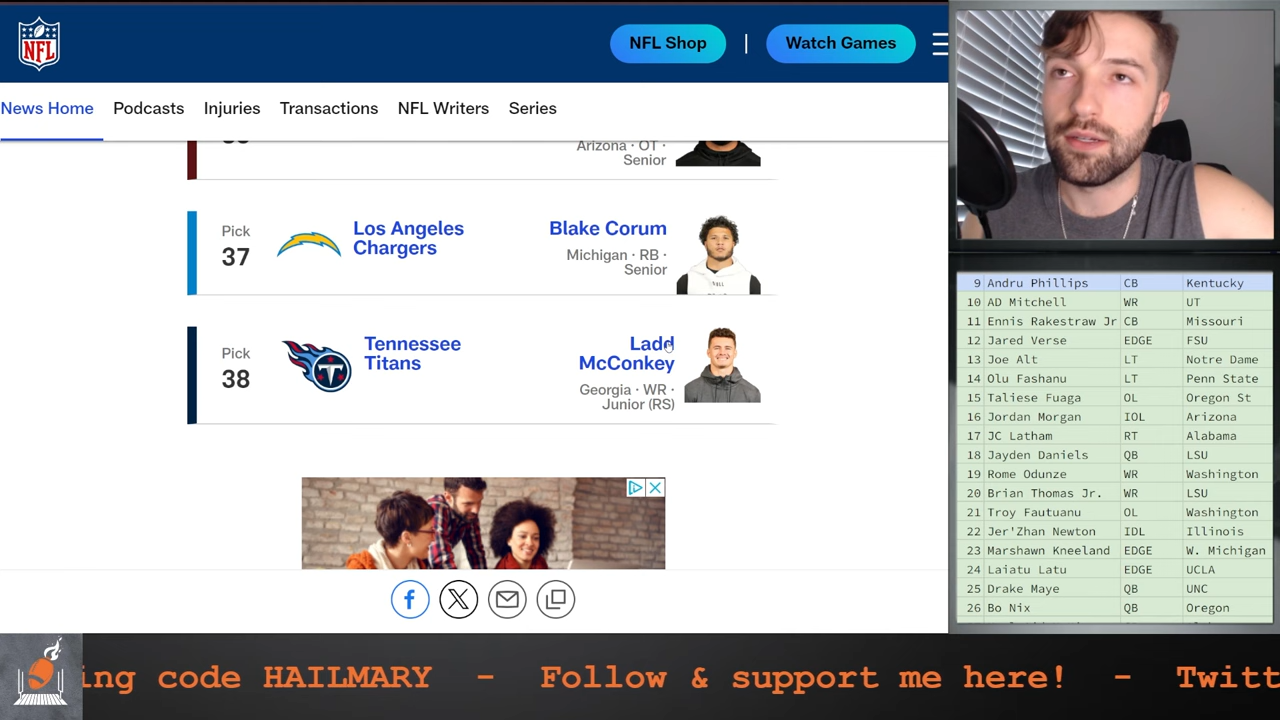 NFL
NFL Shop
|
Watch Games
News Home
Podcasts
Injuries
Transactions
NFL Writers
Series
Arizona · OT ·
Senior
Pick
37
Los Angeles
Chargers
Blake Corum
Michigan · RB ·
Senior
Pick
38
Tennessee
Titans
Ladd
McConkey
Georgia · WR ·
Junior (RS)
9 Andru Phillips CB Kentucky
10 AD Mitchell WR UT
11 Ennis Rakestraw Jr CB Missouri
12 Jared Verse EDGE FSU
13 Joe Alt LT Notre Dame
14 Olu Fashanu LT Penn State
15 Taliese Fuaga OL Oregon St
16 Jordan Morgan IOL Arizona
17 JC Latham RT Alabama
18 Jayden Daniels QB LSU
19 Rome Odunze WR Washington
20 Brian Thomas Jr. WR LSU
21 Troy Fautuanu OL Washington
22 Jer'Zhan Newton IDL Illinois
23 Marshawn Kneeland EDGE W. Michigan
24 Laiatu Latu EDGE UCLA
25 Drake Maye QB UNC
26 Bo Nix QB Oregon
ing code HAILMARY - Follow & support me here! - Twitt